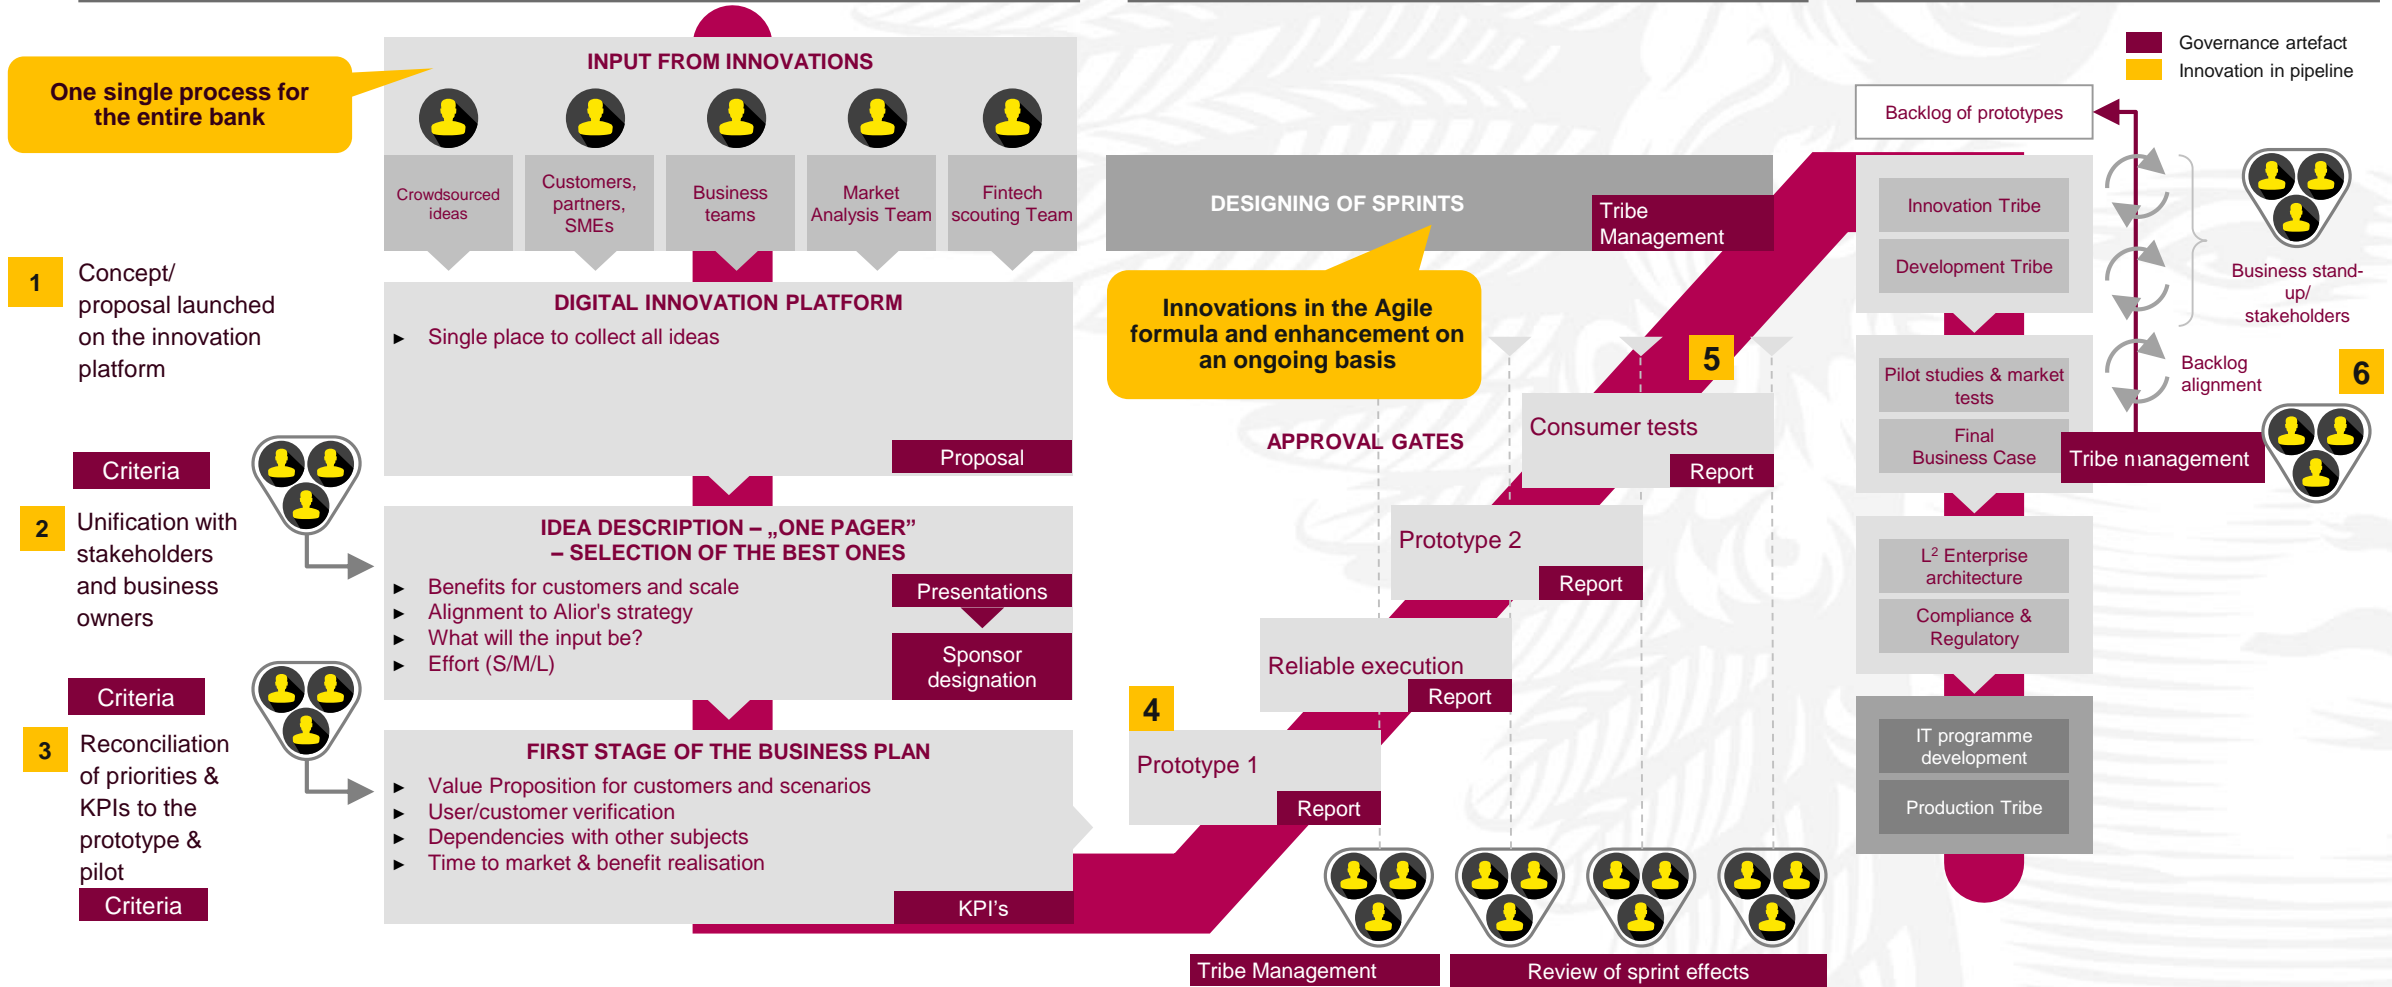 One single process for
the entire bank
INPUT FROM INNOVATIONS
Crowdsourced
ideas
Customers,
partners,
SMEs
Business
teams
Market
Analysis Team
Fintech
scouting Team
1
Concept/
proposal launched
on the innovation
platform
DIGITAL INNOVATION PLATFORM
► Single place to collect all ideas
Proposal
Criteria
2
Unification with
stakeholders
and business
owners
IDEA DESCRIPTION – „ONE PAGER”
– SELECTION OF THE BEST ONES
► Benefits for customers and scale
► Alignment to Alior's strategy
► What will the input be?
► Effort (S/M/L)
Presentations
Sponsor
designation
Criteria
3
Reconciliation
of priorities &
KPIs to the
prototype &
pilot
Criteria
FIRST STAGE OF THE BUSINESS PLAN
► Value Proposition for customers and scenarios
► User/customer verification
► Dependencies with other subjects
► Time to market & benefit realisation
KPI’s
DESIGNING OF SPRINTS
Tribe
Management
Innovations in the Agile
formula and enhancement on
an ongoing basis
APPROVAL GATES
5
Consumer tests
Report
Prototype 2
Report
Reliable execution
Report
4
Prototype 1
Report
Tribe Management
Review of sprint effects
Governance artefact
Innovation in pipeline
Backlog of prototypes
Innovation Tribe
Development Tribe
Business stand-
up/
stakeholders
Pilot studies & market
tests
Final
Business Case
Backlog
alignment
6
Tribe management
L² Enterprise
architecture
Compliance &
Regulatory
IT programme
development
Production Tribe